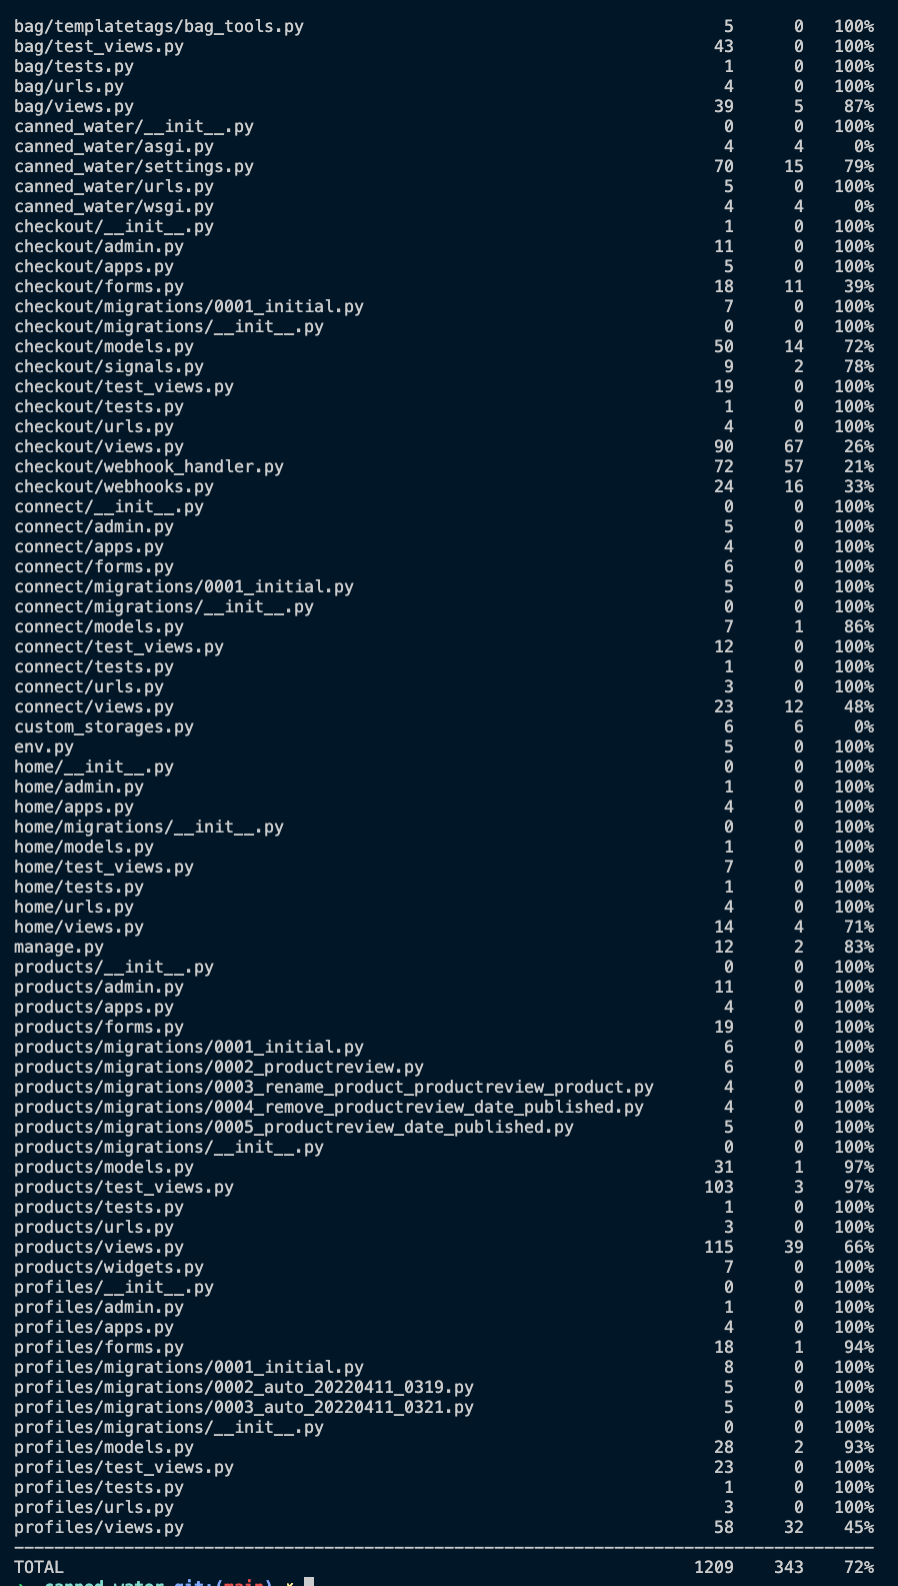 bag/templatetags/bag_tools.py 5 0 100%
bag/test_views.py 43 0 100%
bag/tests.py 1 0 100%
bag/urls.py 4 0 100%
bag/views.py 39 5 87%
canned_water/__init__.py 0 0 100%
canned_water/asgi.py 4 4 0%
canned_water/settings.py 70 15 79%
canned_water/urls.py 5 0 100%
canned_water/wsgi.py 4 4 0%
checkout/__init__.py 1 0 100%
checkout/admin.py 11 0 100%
checkout/apps.py 5 0 100%
checkout/forms.py 18 11 39%
checkout/migrations/0001_initial.py 7 0 100%
checkout/migrations/__init__.py 0 0 100%
checkout/models.py 50 14 72%
checkout/signals.py 9 2 78%
checkout/test_views.py 19 0 100%
checkout/tests.py 1 0 100%
checkout/urls.py 4 0 100%
checkout/views.py 90 67 26%
checkout/webhook_handler.py 72 57 21%
checkout/webhooks.py 24 16 33%
connect/__init__.py 0 0 100%
connect/admin.py 5 0 100%
connect/apps.py 4 0 100%
connect/forms.py 6 0 100%
connect/migrations/0001_initial.py 5 0 100%
connect/migrations/__init__.py 0 0 100%
connect/models.py 7 1 86%
connect/test_views.py 12 0 100%
connect/tests.py 1 0 100%
connect/urls.py 3 0 100%
connect/views.py 23 12 48%
custom_storages.py 6 6 0%
env.py 5 0 100%
home/__init__.py 0 0 100%
home/admin.py 1 0 100%
home/apps.py 4 0 100%
home/migrations/__init__.py 0 0 100%
home/models.py 1 0 100%
home/test_views.py 7 0 100%
home/tests.py 1 0 100%
home/urls.py 4 0 100%
home/views.py 14 4 71%
manage.py 12 2 83%
products/__init__.py 0 0 100%
products/admin.py 11 0 100%
products/apps.py 4 0 100%
products/forms.py 19 0 100%
products/migrations/0001_initial.py 6 0 100%
products/migrations/0002_productreview.py 6 0 100%
products/migrations/0003_rename_product_productreview_product.py 4 0 100%
products/migrations/0004_remove_productreview_date_published.py 4 0 100%
products/migrations/0005_productreview_date_published.py 5 0 100%
products/migrations/__init__.py 0 0 100%
products/models.py 31 1 97%
products/test_views.py 103 3 97%
products/tests.py 1 0 100%
products/urls.py 3 0 100%
products/views.py 115 39 66%
products/widgets.py 7 0 100%
profiles/__init__.py 0 0 100%
profiles/admin.py 1 0 100%
profiles/apps.py 4 0 100%
profiles/forms.py 18 1 94%
profiles/migrations/0001_initial.py 8 0 100%
profiles/migrations/0002_auto_20220411_0319.py 5 0 100%
profiles/migrations/0003_auto_20220411_0321.py 5 0 100%
profiles/migrations/__init__.py 0 0 100%
profiles/models.py 28 2 93%
profiles/test_views.py 23 0 100%
profiles/tests.py 1 0 100%
profiles/urls.py 3 0 100%
profiles/views.py 58 32 45%
TOTAL 1209 343 72%
canned_water git:(main)